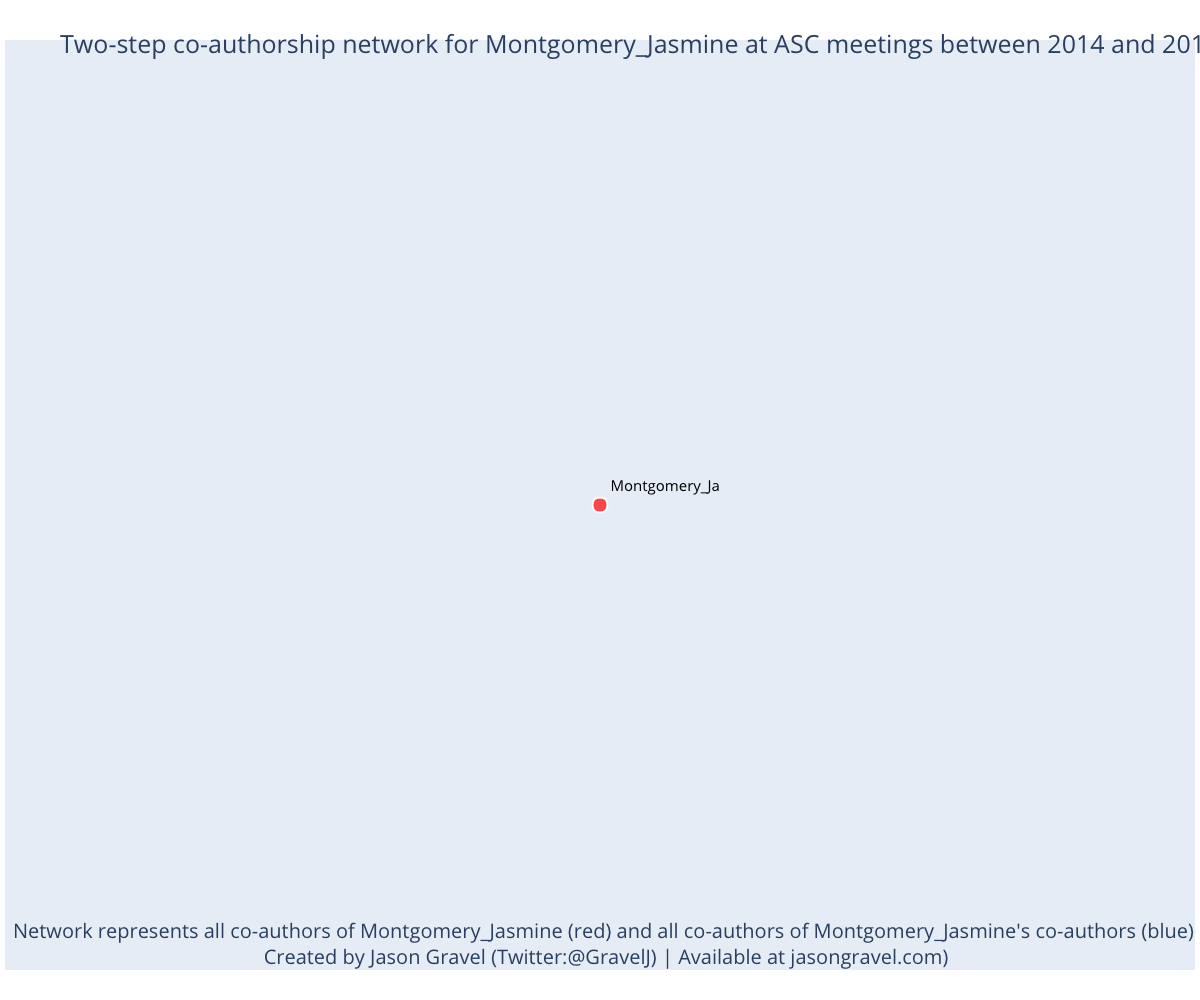 Two-step co-authorship network for Montgomery_Jasmine at ASC meetings between 2014 and 201
Montgomery_Ja
Network represents all co-authors of Montgomery_Jasmine (red) and all co-authors of Montgomery_Jasmine's co-authors (blue)
Created by Jason Gravel (Twitter:@GravelJ) | Available at jasongravel.com)